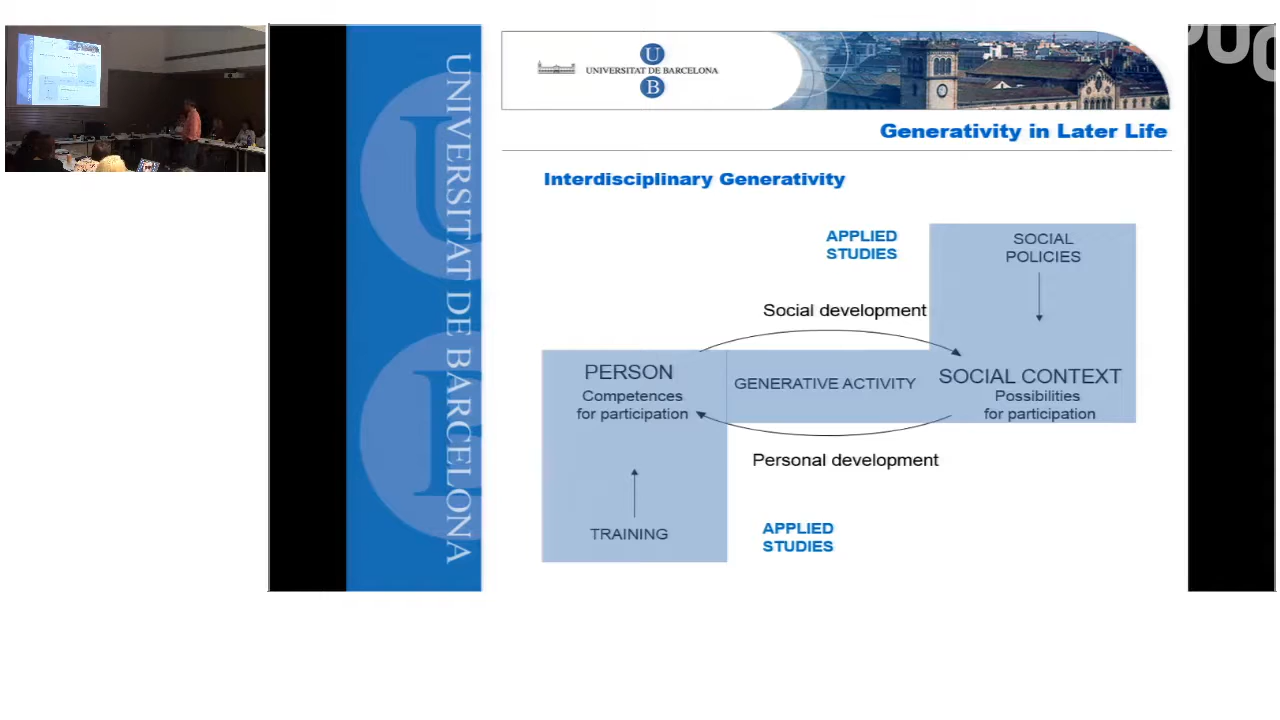 UNIVERSITAT DE BARCELONA
U
UNIVERSITAT DE BARCELONA
B
Generativity in Later Life
Interdisciplinary Generativity
APPLIED
STUDIES
SOCIAL
POLICIES
Social development
PERSON
Competences
for participation
GENERATIVE ACTIVITY
SOCIAL CONTEXT
Possibilities
for participation
Personal development
TRAINING
APPLIED
STUDIES